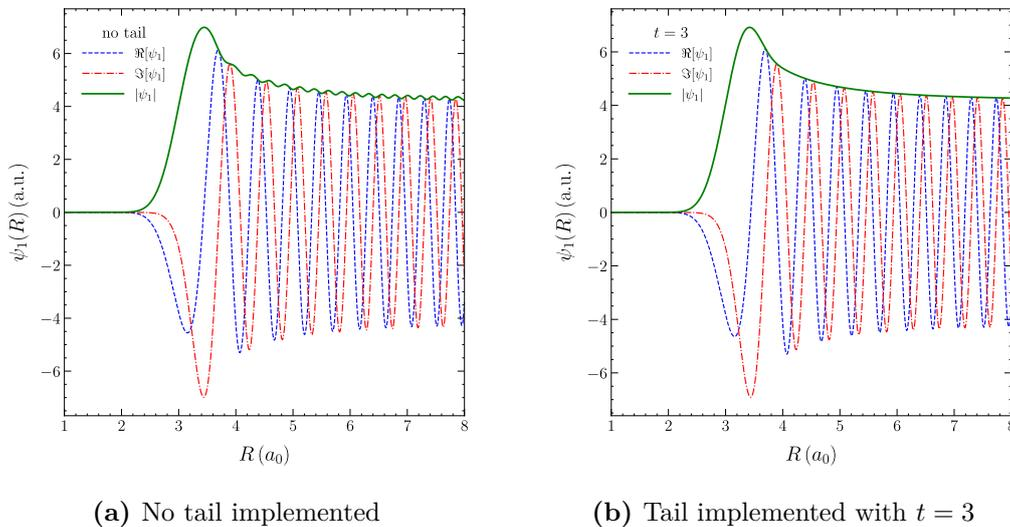 no tail
ℜ[ψ₁]
ℑ[ψ₁]
|ψ₁|
6
4
2
0
−2
−4
−6
ψ₁(R) (a.u.)
1 2 3 4 5 6 7 8
R (a₀)
(a) No tail implemented
t = 3
ℜ[ψ₁]
ℑ[ψ₁]
|ψ₁|
6
4
2
0
−2
−4
−6
ψ₁(R) (a.u.)
1 2 3 4 5 6 7 8
R (a₀)
(b) Tail implemented with t = 3